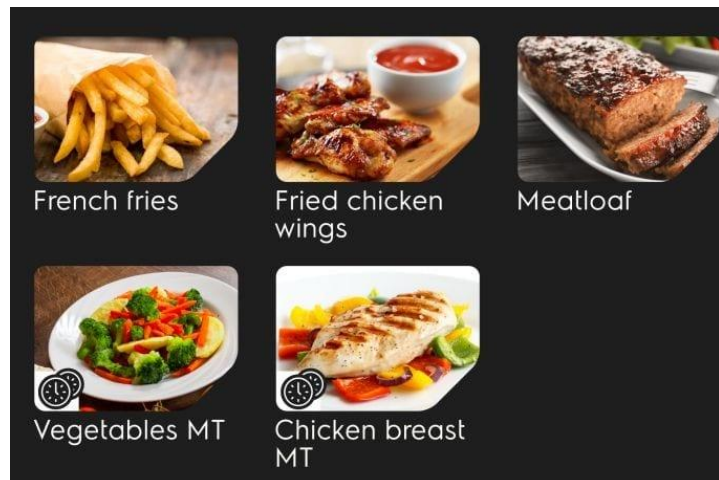 French fries
Fried chicken
wings
Meatloaf
Vegetables MT
Chicken breast
MT